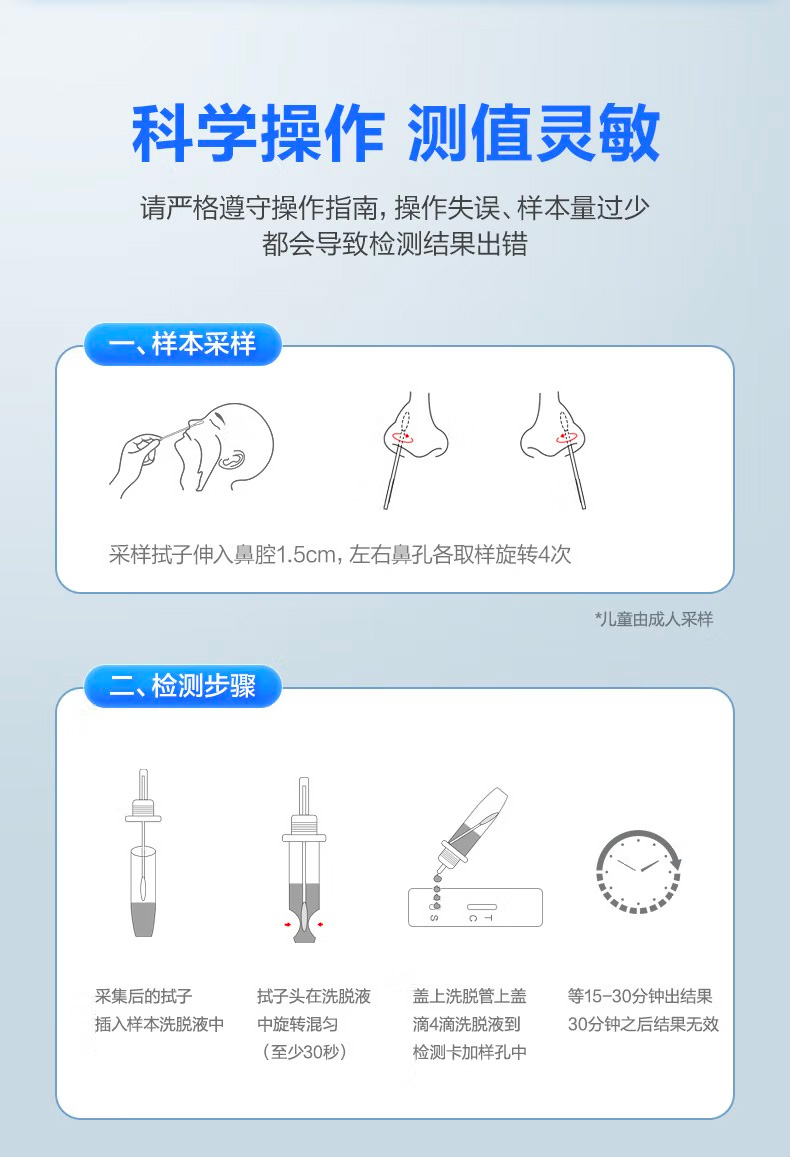 科学操作 测值灵敏
请严格遵守操作指南，操作失误、样本量过少
都会导致检测结果出错
一、样本采样
采样拭子伸入鼻腔1.5cm，左右鼻孔各取样旋转4次
*儿童由成人采样
二、检测步骤
S C T
采集后的拭子
插入样本洗脱液中
拭子头在洗脱液
中旋转混匀
（至少30秒）
盖上洗脱管上盖
滴4滴洗脱液到
检测卡加样孔中
等15-30分钟出结果
30分钟之后结果无效